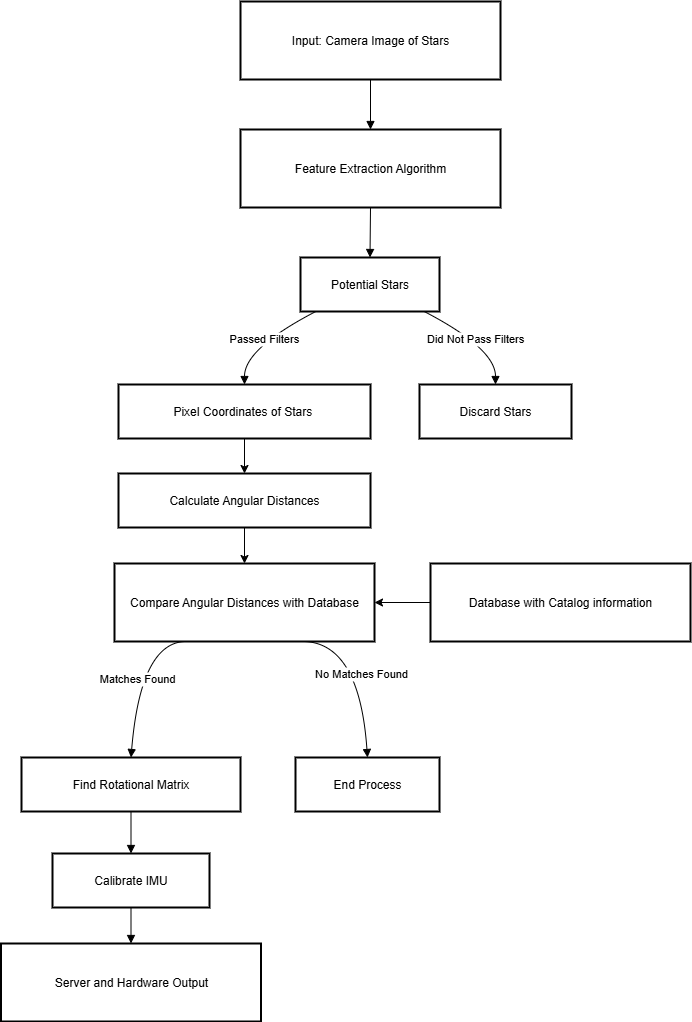 Input: Camera Image of Stars
Feature Extraction Algorithm
Potential Stars
Passed Filters
Did Not Pass Filters
Pixel Coordinates of Stars
Discard Stars
Calculate Angular Distances
Compare Angular Distances with Database
Database with Catalog information
Matches Found
No Matches Found
Find Rotational Matrix
End Process
Calibrate IMU
Server and Hardware Output